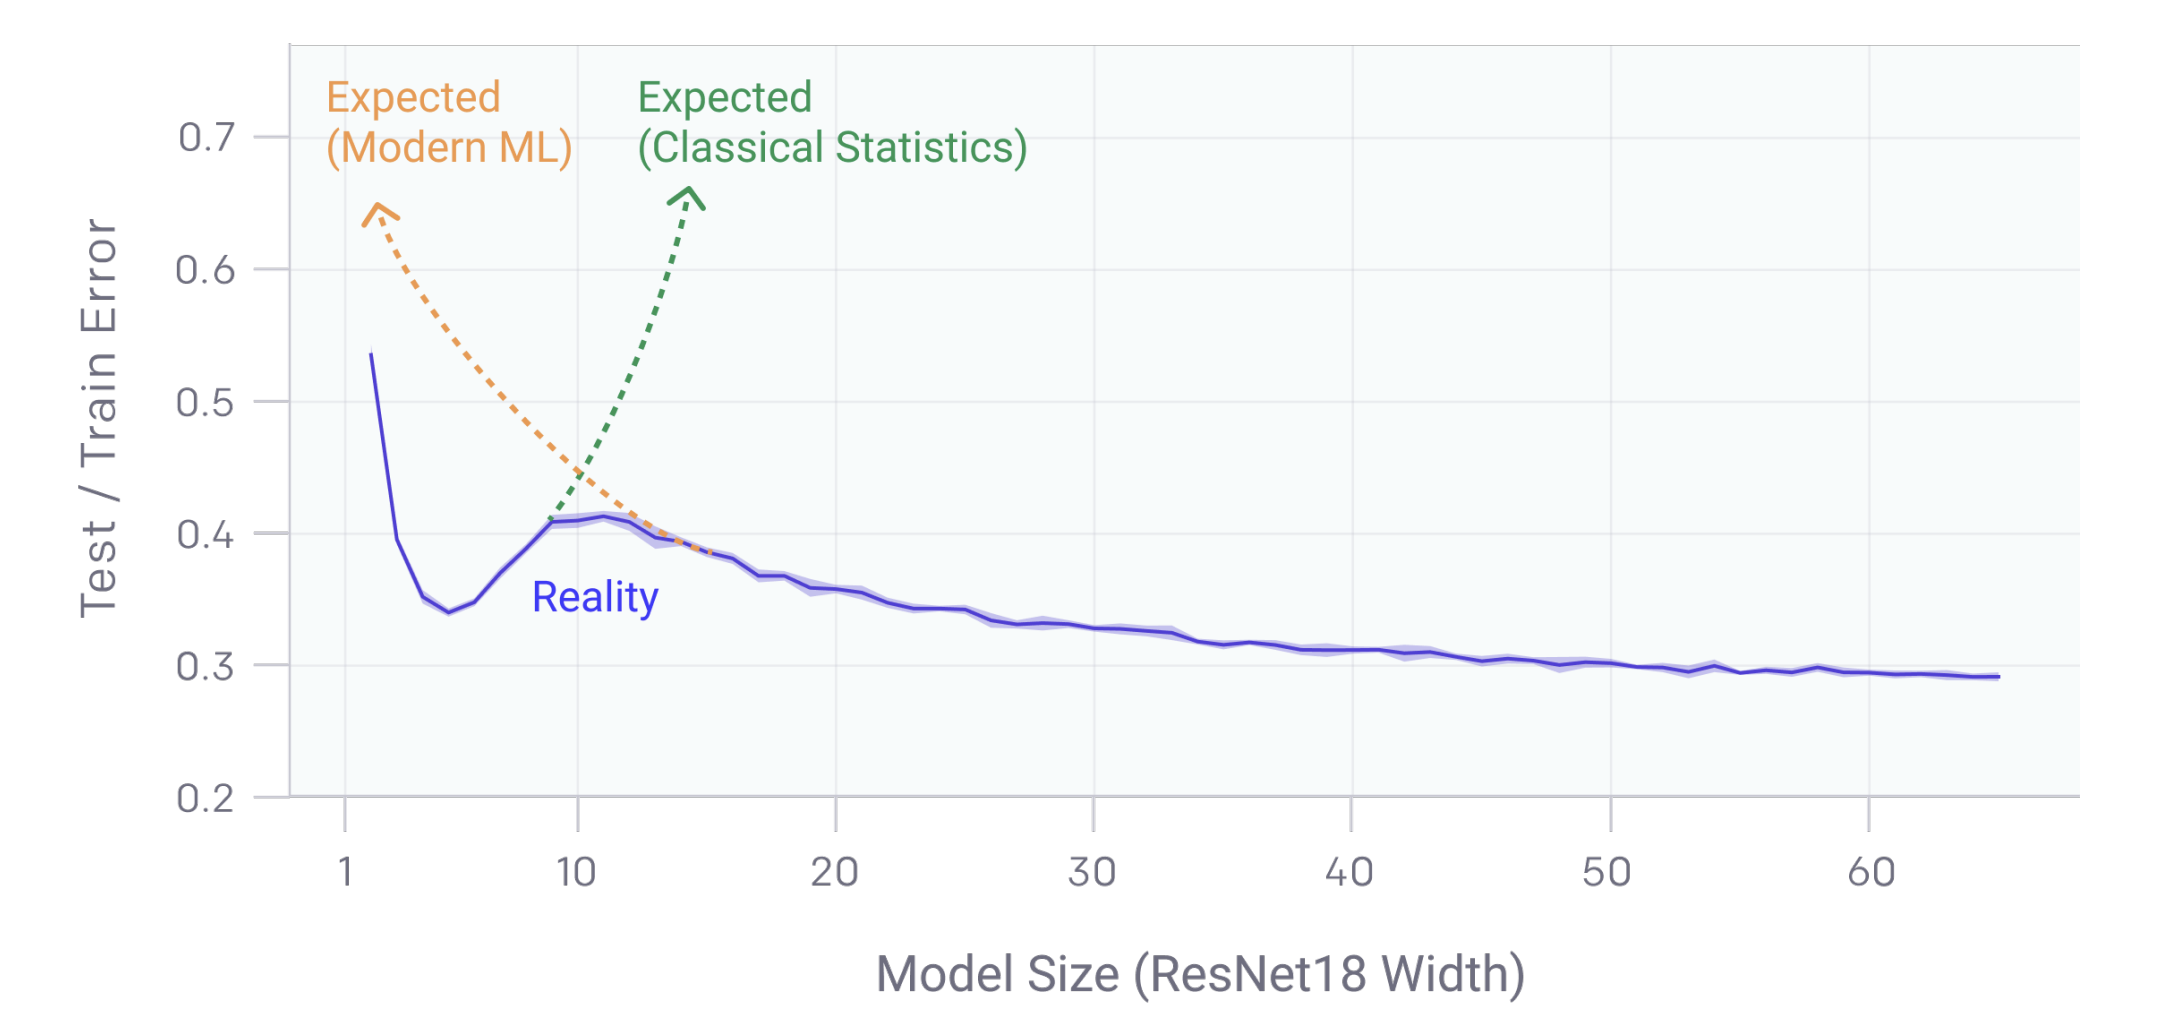 Expected
(Modern ML)
Expected
(Classical Statistics)
Reality
Test / Train Error
0.7
0.6
0.5
0.4
0.3
0.2
1
10
20
30
40
50
60
Model Size (ResNet18 Width)